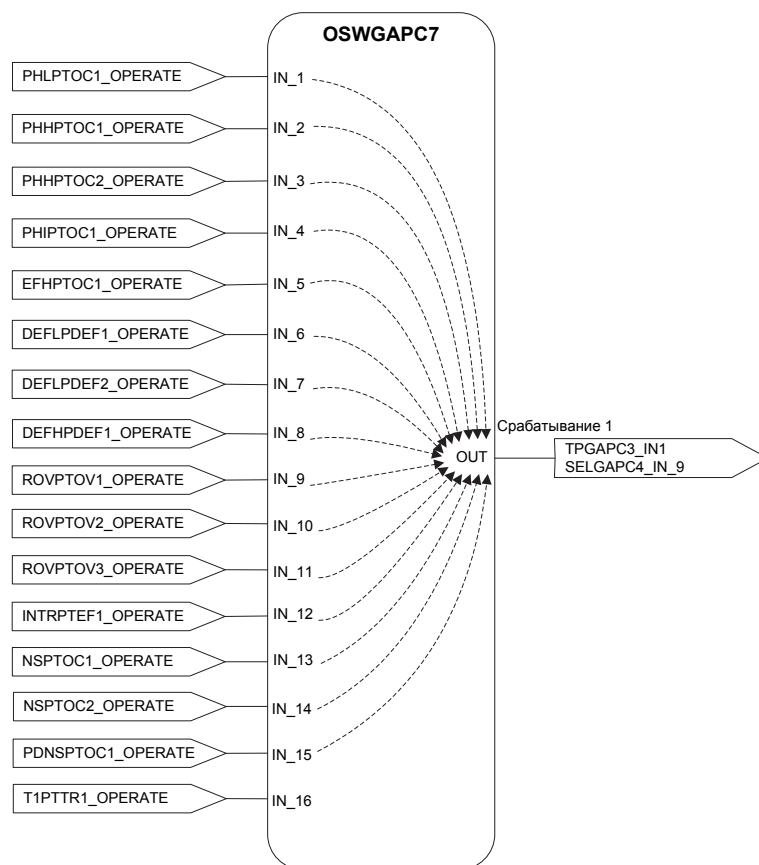 OSWGAPC7
PHLPTOC1_OPERATE IN_1
PHHPTOC1_OPERATE IN_2
PHHPTOC2_OPERATE IN_3
PHIPTOC1_OPERATE IN_4
EFHPTOC1_OPERATE IN_5
DEFLPDEF1_OPERATE IN_6
DEFLPDEF2_OPERATE IN_7
DEFHPDEF1_OPERATE IN_8
ROVPTOV1_OPERATE IN_9
ROVPTOV2_OPERATE IN_10
ROVPTOV3_OPERATE IN_11
INTRPTEF1_OPERATE IN_12
NSPTOC1_OPERATE IN_13
NSPTOC2_OPERATE IN_14
PDNSPTOC1_OPERATE IN_15
T1PTTR1_OPERATE IN_16
OUT
Срабатывание 1
TPGAPC3_IN1
SELGAPC4_IN_9